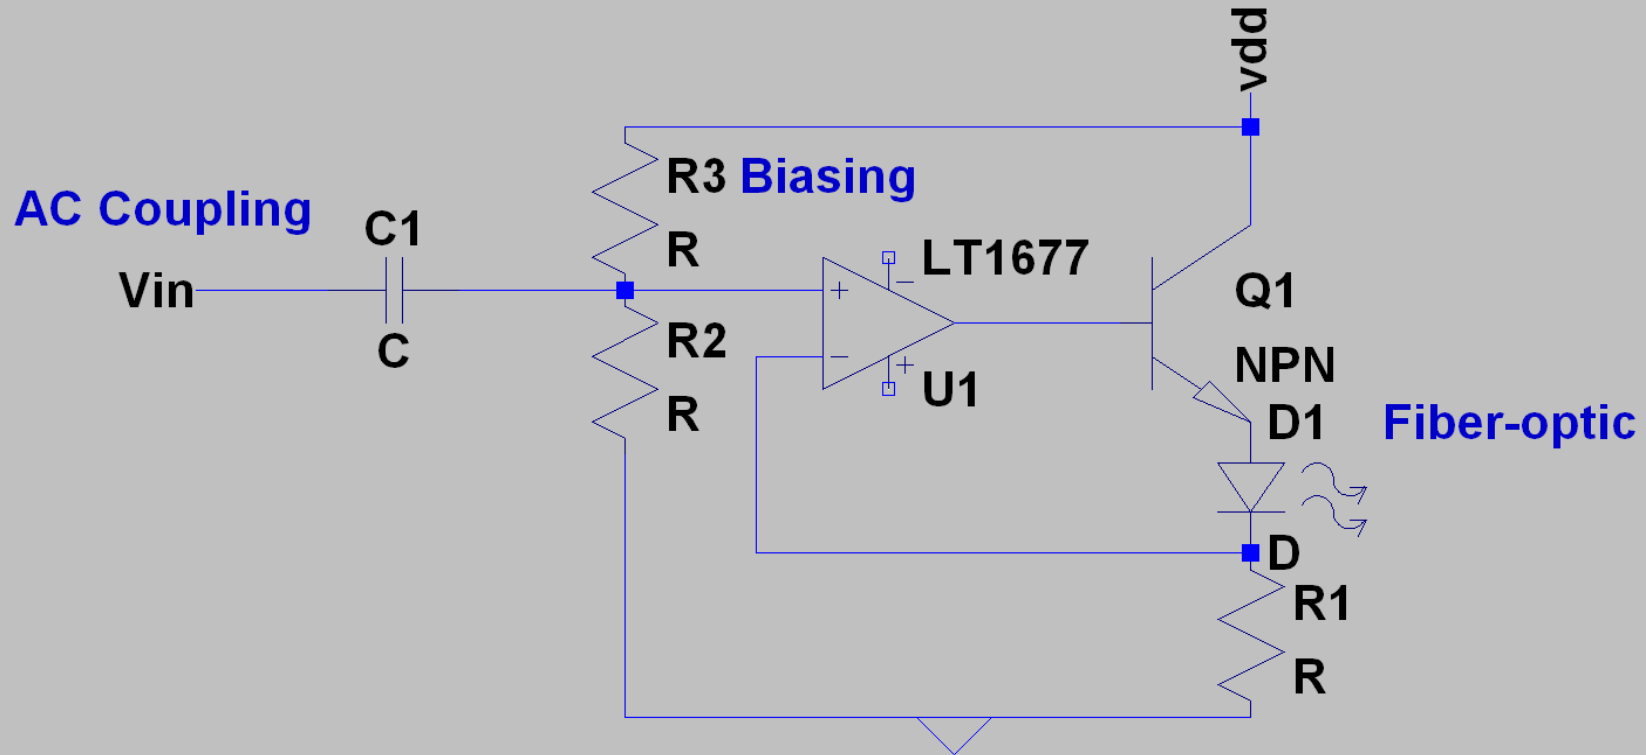 vdd
R3 Biasing
AC Coupling
C1
R
LT1677
Vin
+
−
Q1
R2
C
−
+
NPN
U1
R
D1
Fiber-optic
D
R1
R